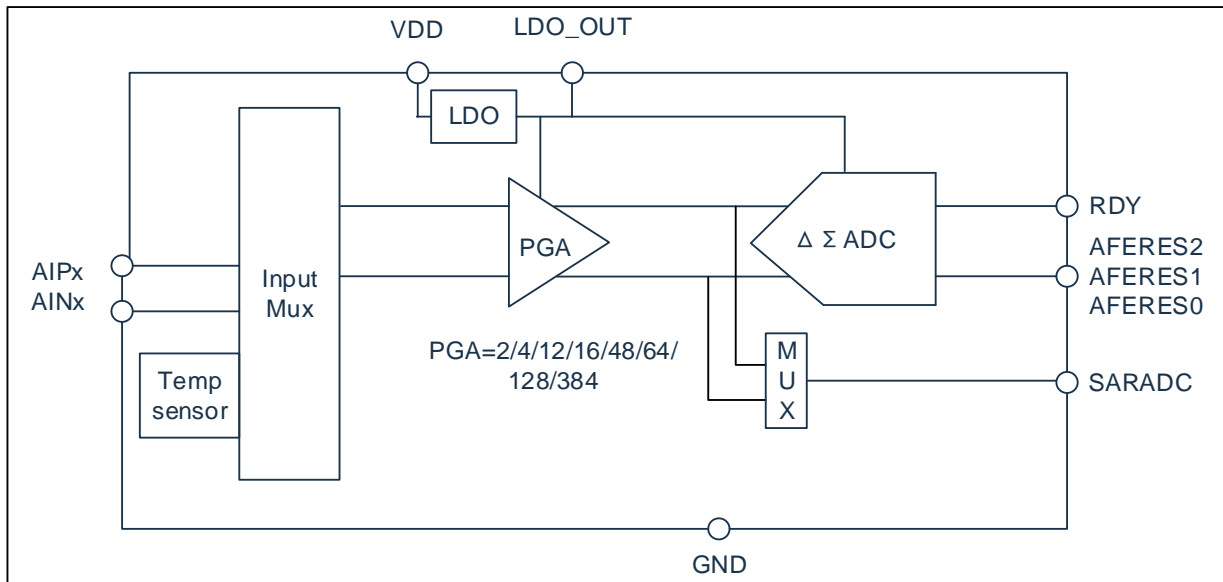 VDD
LDO_OUT
LDO
Input
Mux
PGA
Δ Σ ADC
RDY
AFERES2
AFERES1
AFERES0
AIPx
AINx
Temp
sensor
PGA=2/4/12/16/48/64/
128/384
M
U
X
SARADC
GND